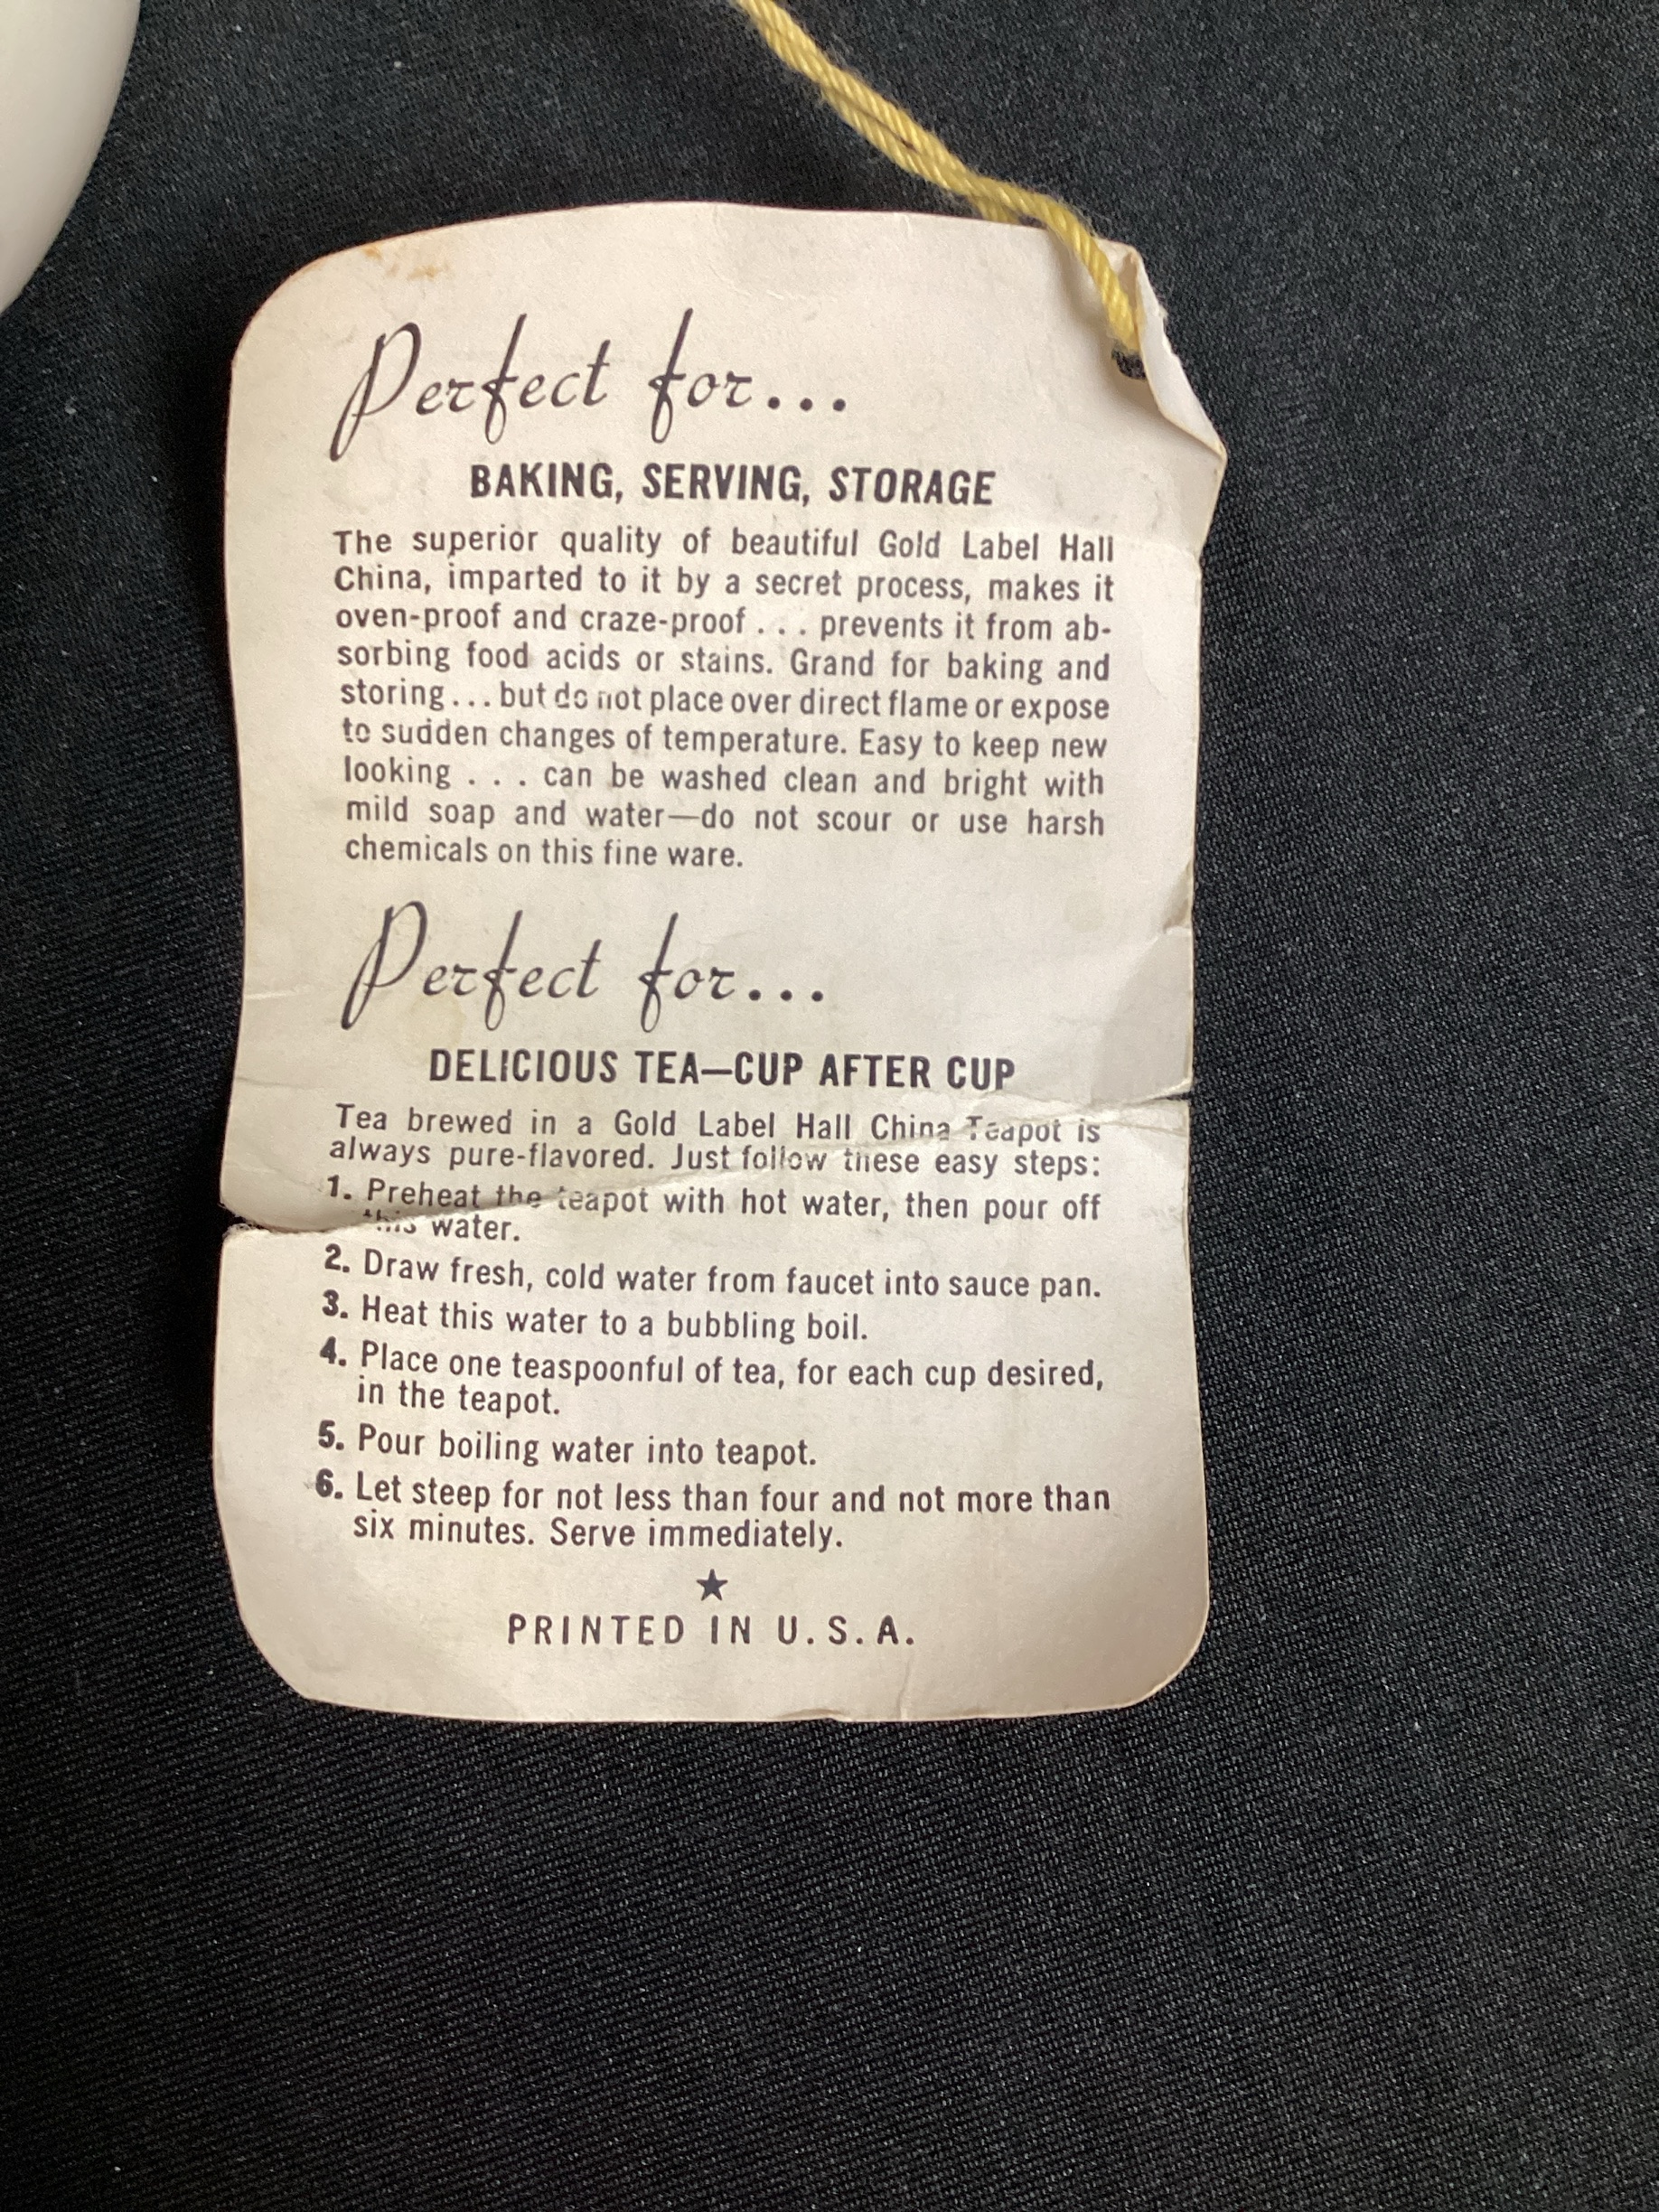 Perfect for...
BAKING, SERVING, STORAGE
The superior quality of beautiful Gold Label Hall
China, imparted to it by a secret process, makes it
oven-proof and craze-proof . . . prevents it from ab-
sorbing food acids or stains. Grand for baking and
storing... but do not place over direct flame or expose
to sudden changes of temperature. Easy to keep new
looking . . . can be washed clean and bright with
mild soap and water—do not scour or use harsh
chemicals on this fine ware.
Perfect for...
DELICIOUS TEA—CUP AFTER CUP
Tea brewed in a Gold Label Hall China Teapot is
always pure-flavored. Just follow these easy steps:
1. Preheat the teapot with hot water, then pour off
this water.
2. Draw fresh, cold water from faucet into sauce pan.
3. Heat this water to a bubbling boil.
4. Place one teaspoonful of tea, for each cup desired,
in the teapot.
5. Pour boiling water into teapot.
6. Let steep for not less than four and not more than
six minutes. Serve immediately.
★
PRINTED IN U.S.A.